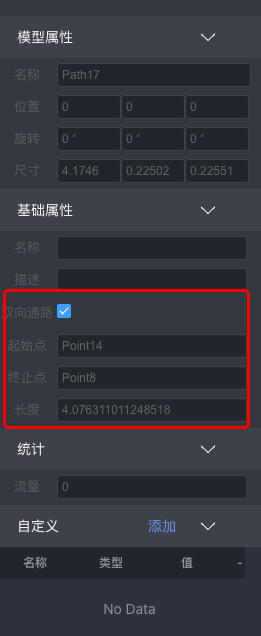 模型属性
名称 Path17
位置 0 0 0
旋转 0 ° 0 ° 0 °
尺寸 4.1746 0.22502 0.22551
基础属性
名称
描述
双向通路
起始点 Point14
终止点 Point8
长度 4.076311011248518
统计
流量 0
自定义 添加
名称 类型 值 -
No Data